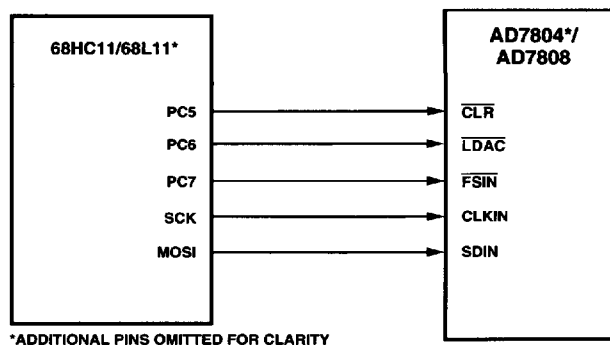 68HC11/68L11*
AD7804*/
AD7808
PC5
CLR
PC6
LDAC
PC7
FSIN
SCK
CLKIN
MOSI
SDIN
*ADDITIONAL PINS OMITTED FOR CLARITY